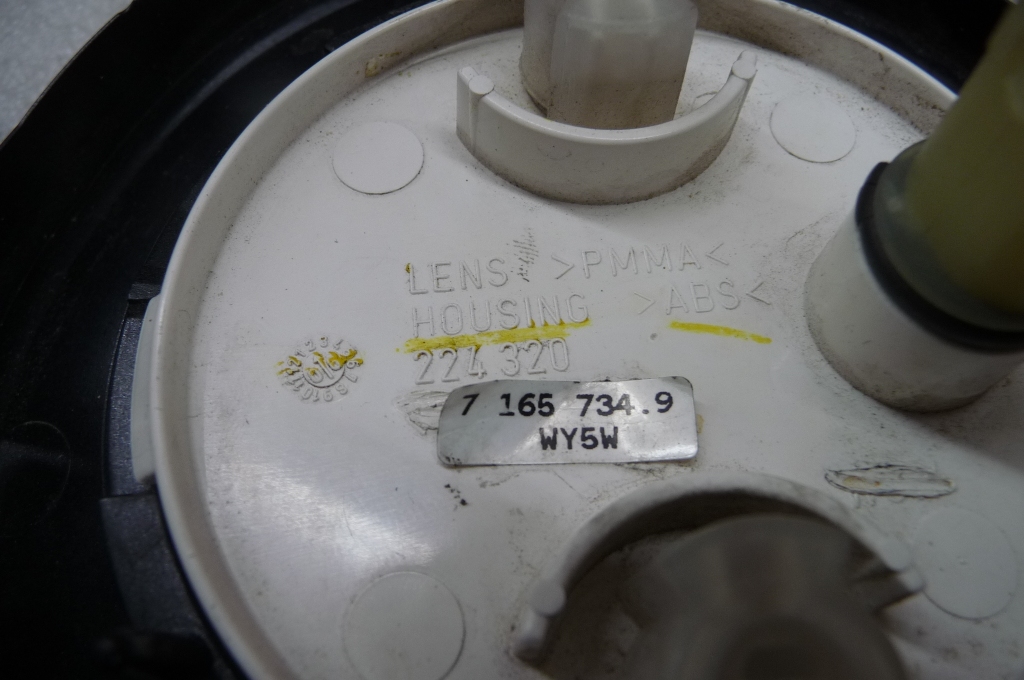 LENS >PMMA<
HOUSING >ABS<
224 320
7 165 734.9
WY5W